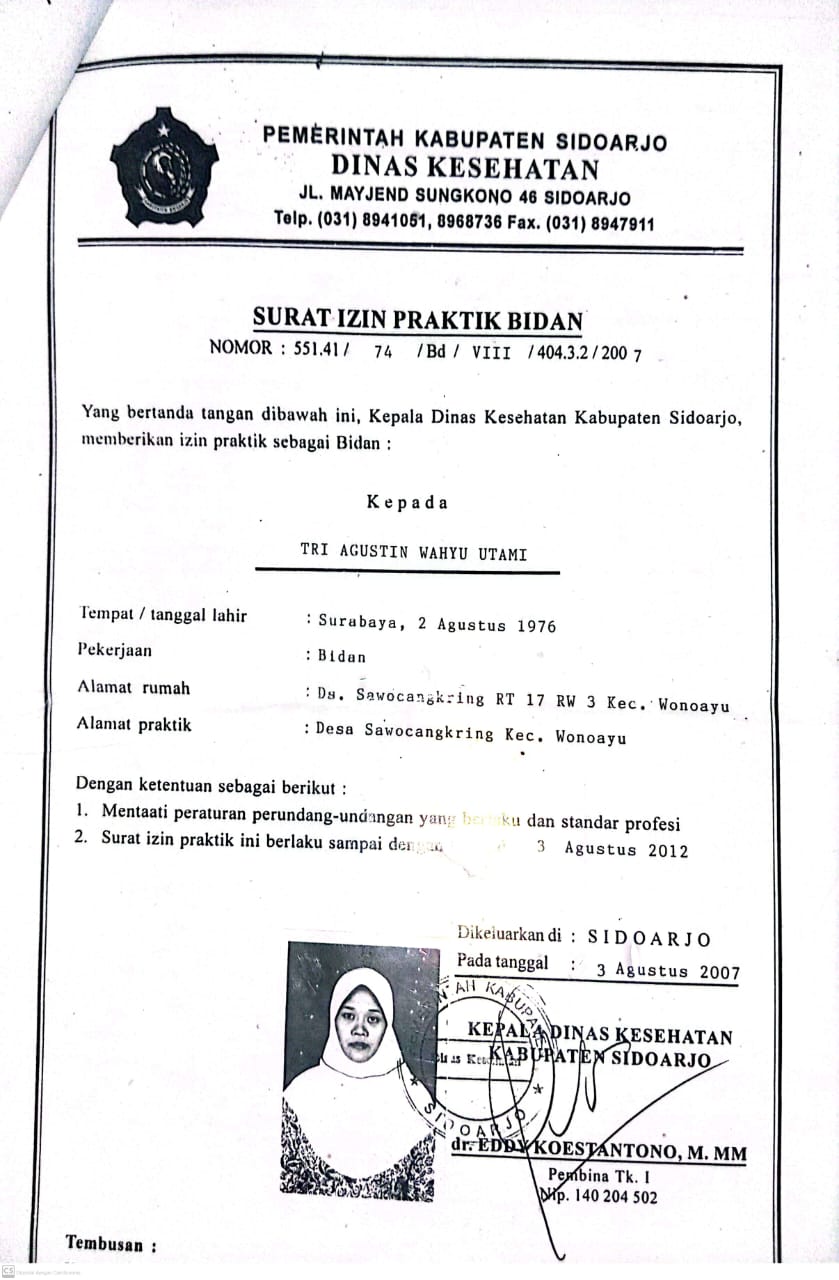 PEMERINTAH KABUPATEN SIDOARJO
DINAS KESEHATAN
JL. MAYJEND SUNGKONO 46 SIDOARJO
Telp. (031) 8941051, 8968736 Fax. (031) 8947911
SURAT IZIN PRAKTIK BIDAN
NOMOR : 551.41/ 74 /Bd / VIII /404.3.2/200 7
Yang bertanda tangan dibawah ini, Kepala Dinas Kesehatan Kabupaten Sidoarjo,
memberikan izin praktik sebagai Bidan :
Kepada
TRI AGUSTIN WAHYU UTAMI
Tempat / tanggal lahir : Surabaya, 2 Agustus 1976
Pekerjaan : Bidan
Alamat rumah : Ds. Sawocangkring RT 17 RW 3 Kec. Wonoayu
Alamat praktik : Desa Sawocangkring Kec. Wonoayu
Dengan ketentuan sebagai berikut :
1. Mentaati peraturan perundang-undangan yang berlaku dan standar profesi
2. Surat izin praktik ini berlaku sampai dengan 3 Agustus 2012
Dikeluarkan di : SIDOARJO
Pada tanggal : 3 Agustus 2007
KEPALA DINAS KESEHATAN
KABUPATEN SIDOARJO
dr. EDDY KOESTANTONO, M. MM
Pembina Tk. I
Nip. 140 204 502
Tembusan :
CS